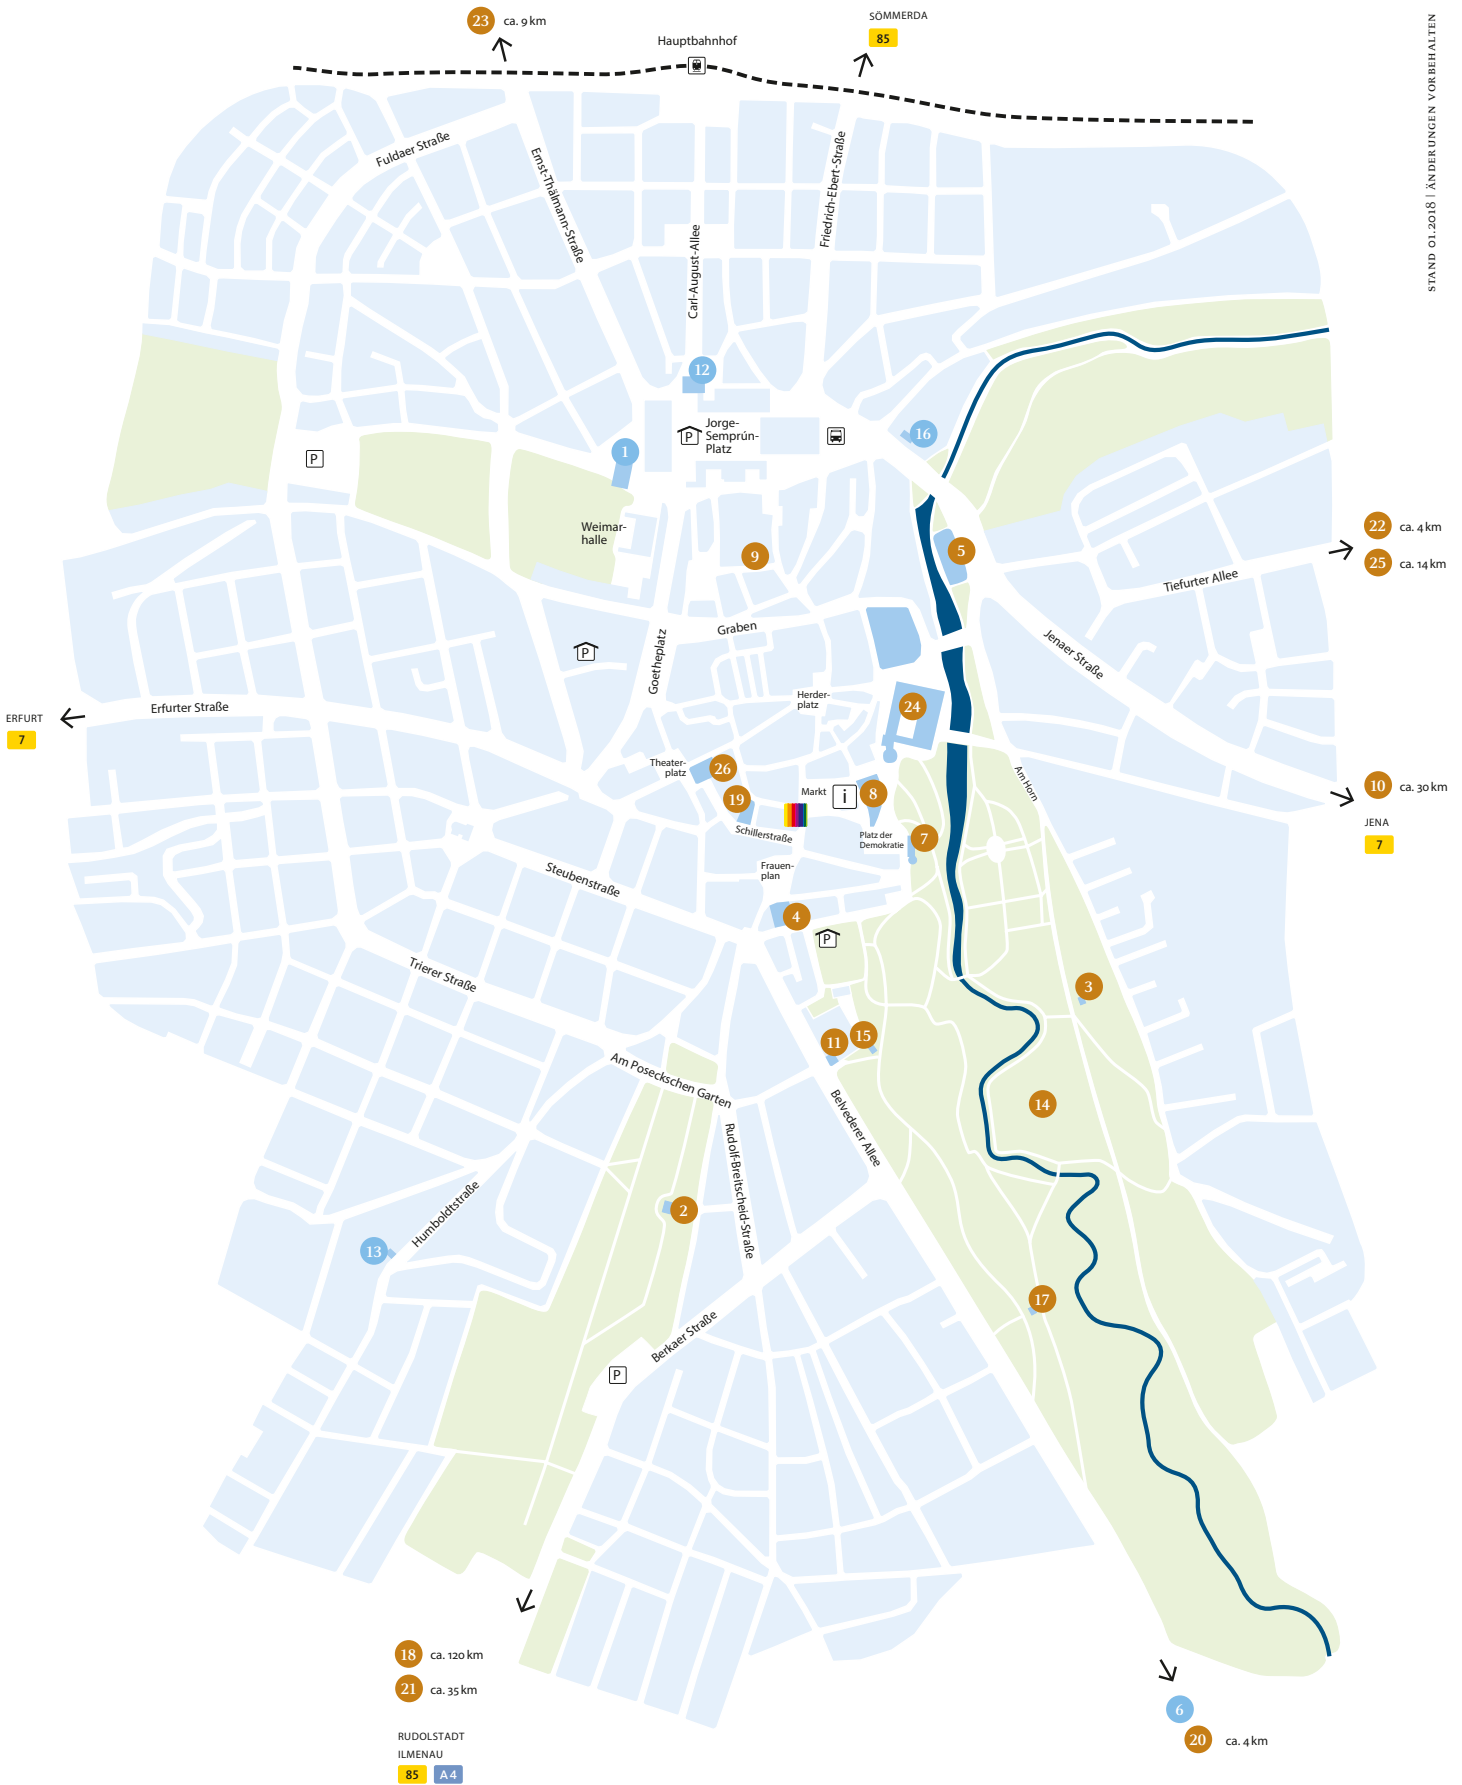 23 ca. 9 km
SÖMMERDA
85
Hauptbahnhof
STAND 01.2018 | ÄNDERUNGEN VORBEHALTEN
Fuldaer Straße
Ernst-Thälmann-Straße
Friedrich-Ebert-Straße
Carl-August-Allee
12
P
Jorge-
Semprún-
Platz
16
1
P
Weimar-
halle
9
5
22 ca. 4 km
25 ca. 14 km
Tiefurter Allee
Graben
Goetheplatz
Jenaer Straße
P
Herder-
platz
24
ERFURT
7
Erfurter Straße
Theater-
platz
26
19
Markt
i
8
Am Horn
10 ca. 30 km
JENA
7
Schillerstraße
Platz der
Demokratie
7
Frauen-
plan
Steubenstraße
4
P
Trierer Straße
3
11
15
Am Poseckschen Garten
14
Belvederer Allee
Rudolf-Breitscheid-Straße
Humboldtstraße
2
13
17
Berkaer Straße
P
18 ca. 120 km
21 ca. 35 km
RUDOLSTADT
ILMENAU
85 A 4
6
20 ca. 4 km